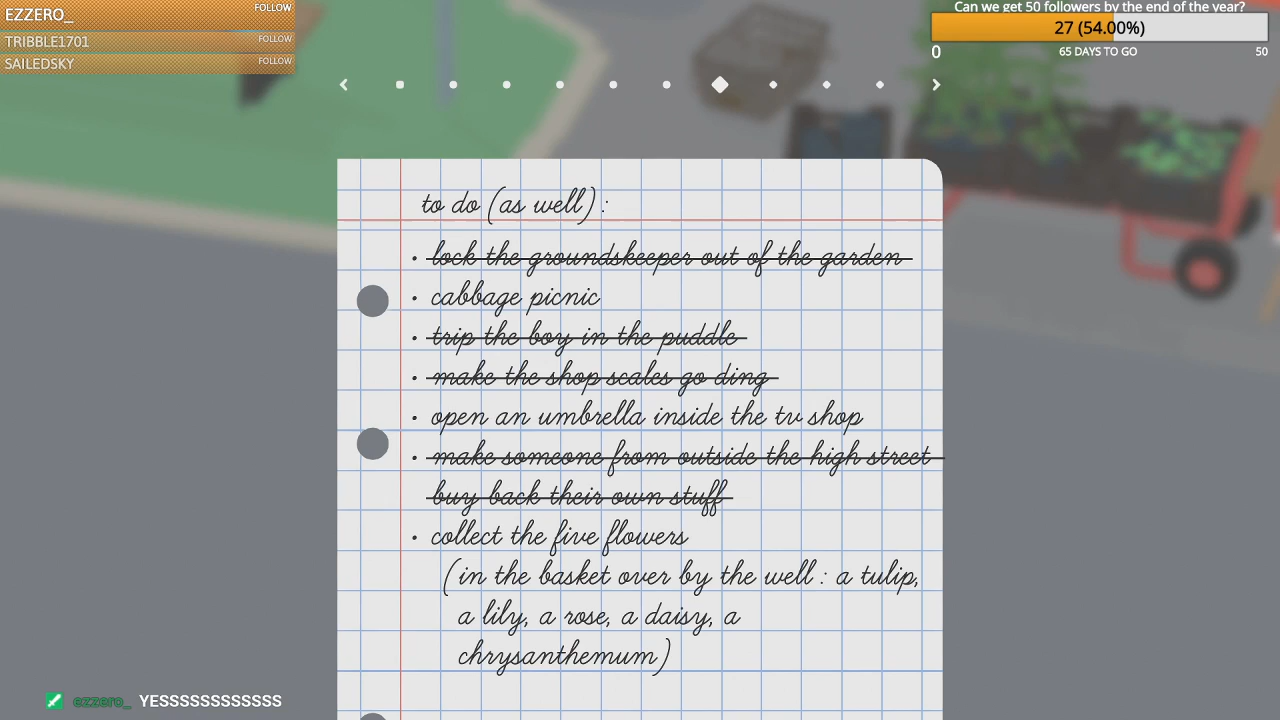 EZZERO_ FOLLOW
TRIBBLE1701 FOLLOW
SAILEDSKY FOLLOW
Can we get 50 followers by the end of the year?
27 (54.00%)
0 65 DAYS TO GO 50
to do (as well) :
• lock the groundskeeper out of the garden
• cabbage picnic
• trip the boy in the puddle
• make the shop scales go ding
• open an umbrella inside the tv shop
• make someone from outside the high street
buy back their own stuff
• collect the five flowers
(in the basket over by the well : a tulip,
a lily, a rose, a daisy, a
chrysanthemum)
ezzero_ YESSSSSSSSSSSS